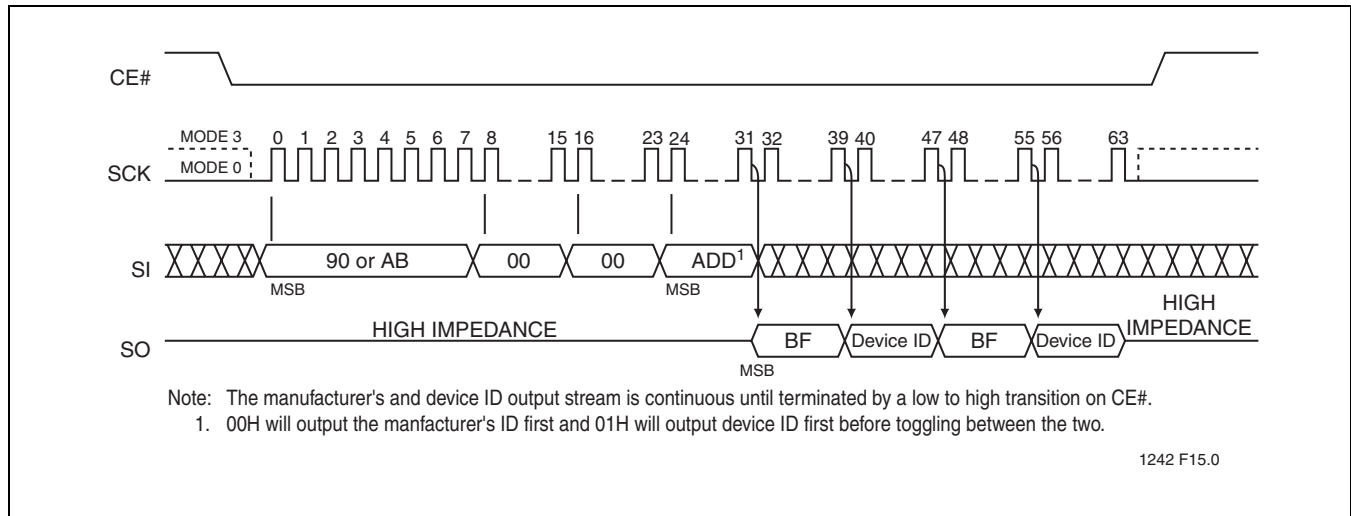 CE#
MODE 3
0 1 2 3 4 5 6 7 8 15 16 23 24 31 32 39 40 47 48 55 56 63
MODE 0
SCK
SI
90 or AB 00 00 ADD1
MSB MSB
HIGH IMPEDANCE
HIGH IMPEDANCE
SO
BF Device ID BF Device ID
MSB
Note: The manufacturer's and device ID output stream is continuous until terminated by a low to high transition on CE#.
1. 00H will output the manfacturer's ID first and 01H will output device ID first before toggling between the two.
1242 F15.0